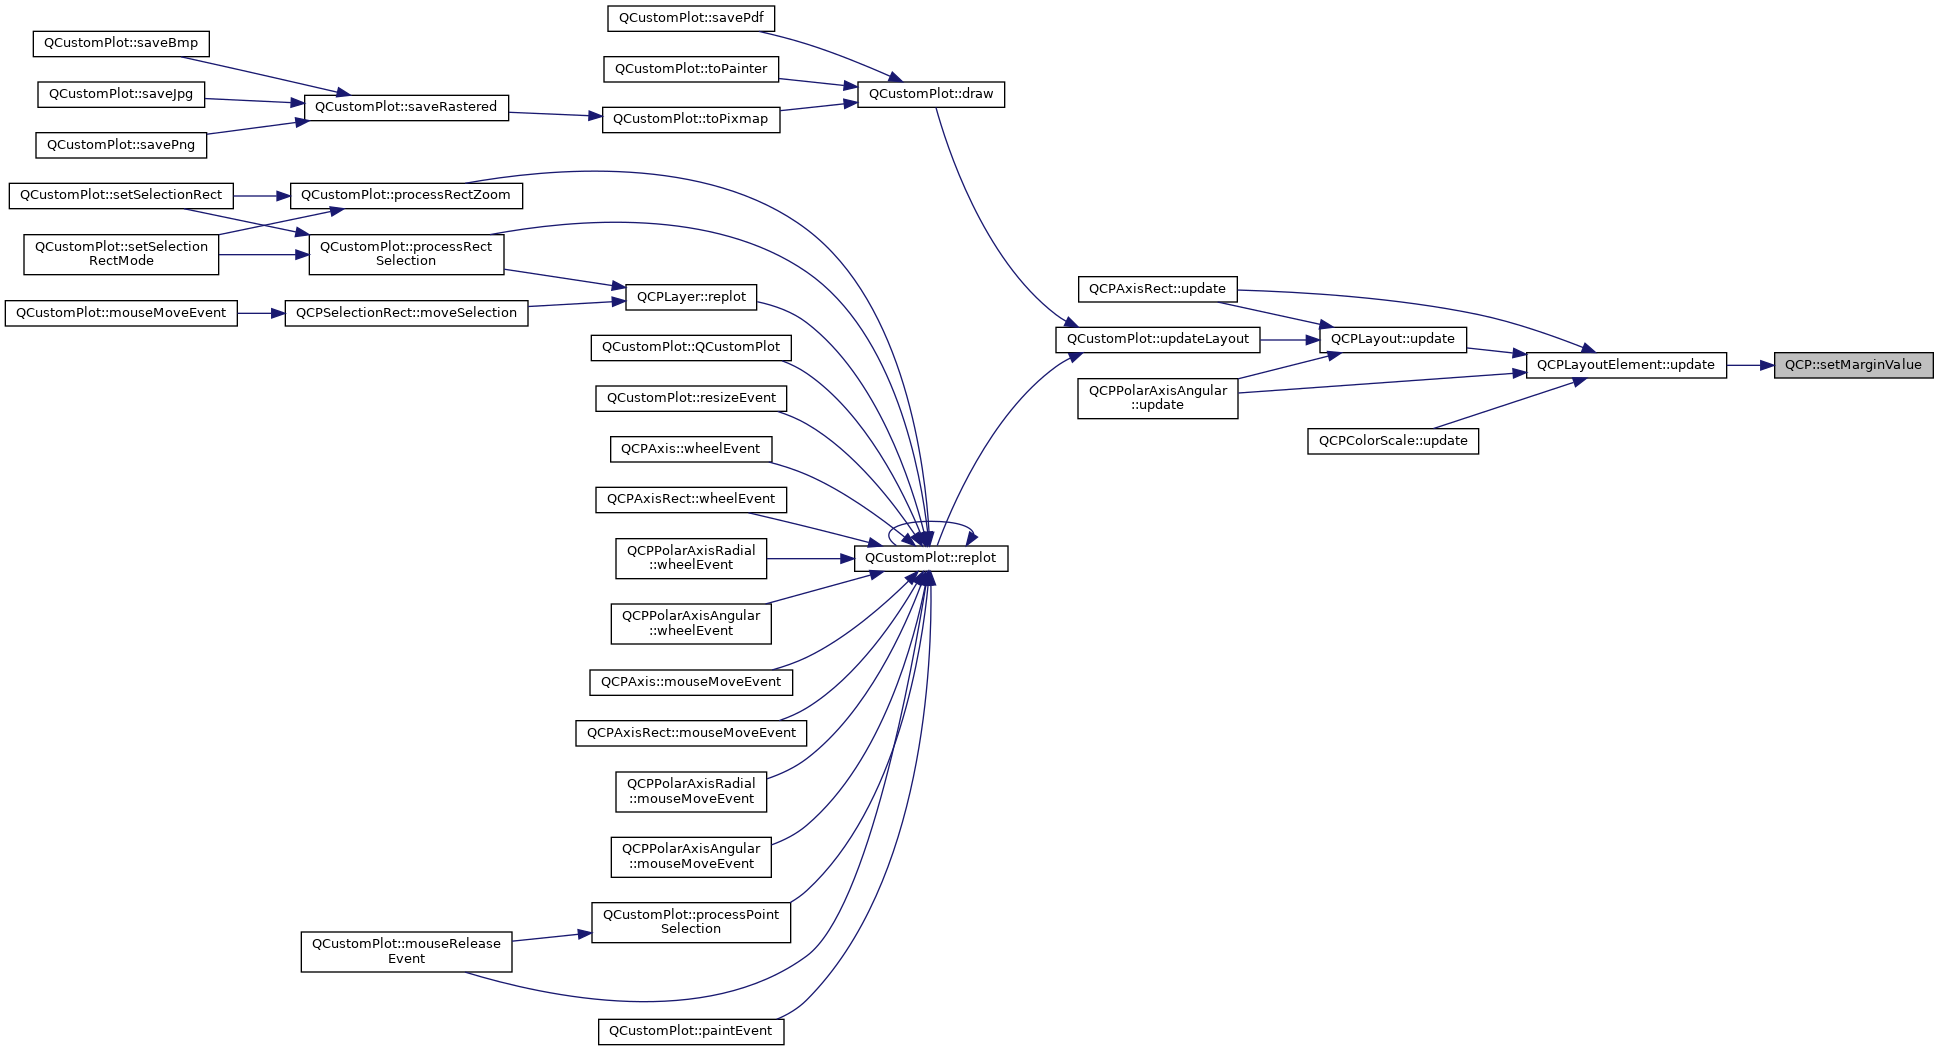 QCustomPlot::savePdf
QCustomPlot::saveBmp
QCustomPlot::toPainter
QCustomPlot::saveJpg
QCustomPlot::draw
QCustomPlot::saveRastered
QCustomPlot::toPixmap
QCustomPlot::savePng
QCustomPlot::setSelectionRect
QCustomPlot::processRectZoom
QCustomPlot::setSelection
RectMode
QCustomPlot::processRect
Selection
QCPAxisRect::update
QCPLayer::replot
QCustomPlot::mouseMoveEvent
QCPSelectionRect::moveSelection
QCustomPlot::updateLayout
QCPLayout::update
QCustomPlot::QCustomPlot
QCPLayoutElement::update
QCP::setMarginValue
QCPPolarAxisAngular
::update
QCustomPlot::resizeEvent
QCPColorScale::update
QCPAxis::wheelEvent
QCPAxisRect::wheelEvent
QCPPolarAxisRadial
::wheelEvent
QCustomPlot::replot
QCPPolarAxisAngular
::wheelEvent
QCPAxis::mouseMoveEvent
QCPAxisRect::mouseMoveEvent
QCPPolarAxisRadial
::mouseMoveEvent
QCPPolarAxisAngular
::mouseMoveEvent
QCustomPlot::processPoint
Selection
QCustomPlot::mouseRelease
Event
QCustomPlot::paintEvent